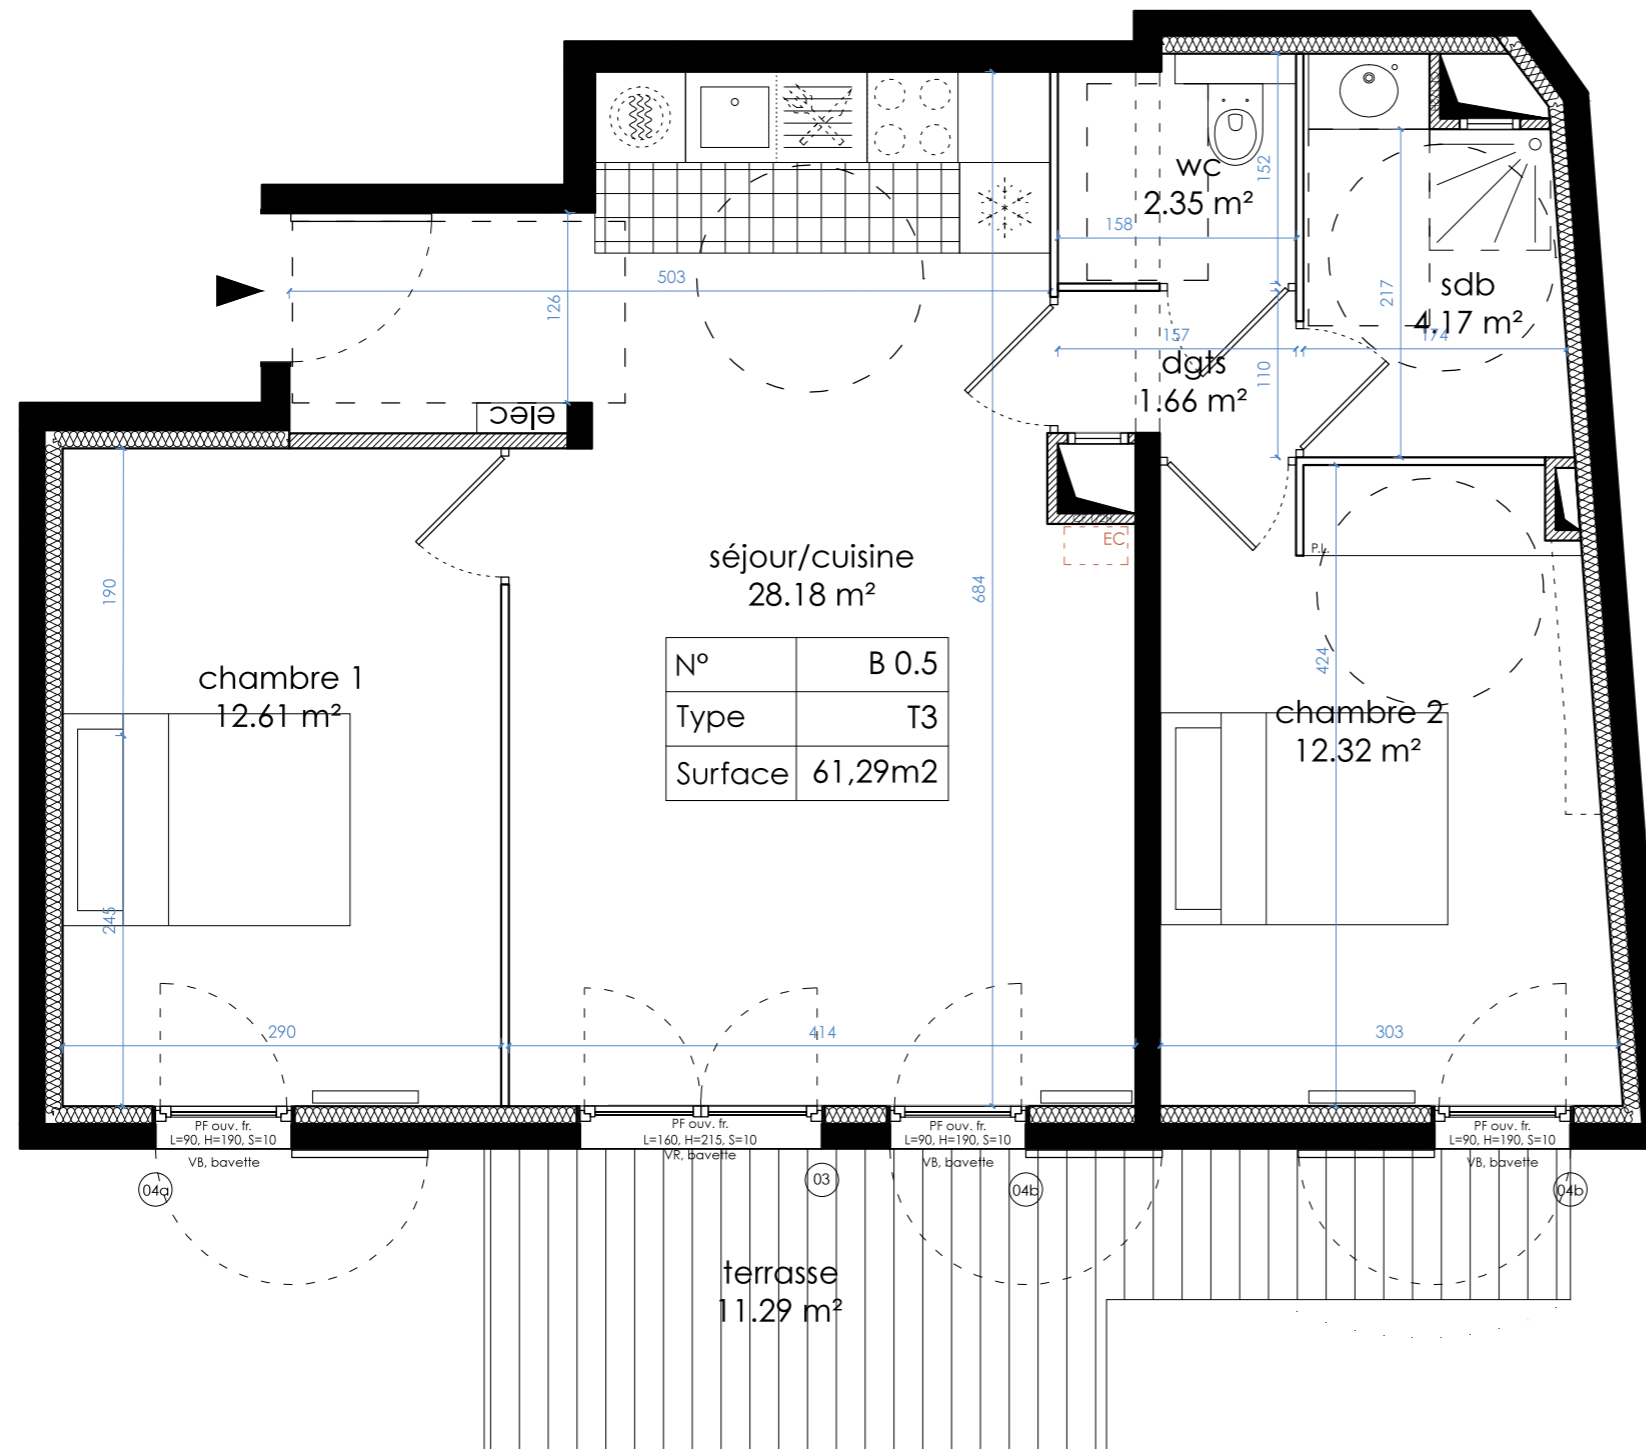 wc
2.35 m²
152
158
503
126
217
sdb
4.17 m²
157
174
dgts
1.66 m²
110
elec
EC
P.L.
séjour/cuisine
28.18 m²
190
684
424
N° B 0.5
Type T3
Surface 61,29m2
chambre 1
12.61 m²
chambre 2
12.32 m²
245
290
414
303
PF ouv. fr.
L=90, H=190, S=10
VB, bavette
PF ouv. fr.
L=160, H=215, S=10
VR, bavette
PF ouv. fr.
L=90, H=190, S=10
VB, bavette
PF ouv. fr.
L=90, H=190, S=10
VB, bavette
04a
03
04b
04b
terrasse
11.29 m²